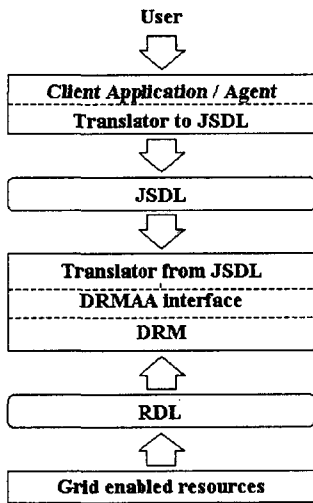 User
Client Application / Agent
Translator to JSDL
JSDL
Translator from JSDL
DRMAA interface
DRM
RDL
Grid enabled resources